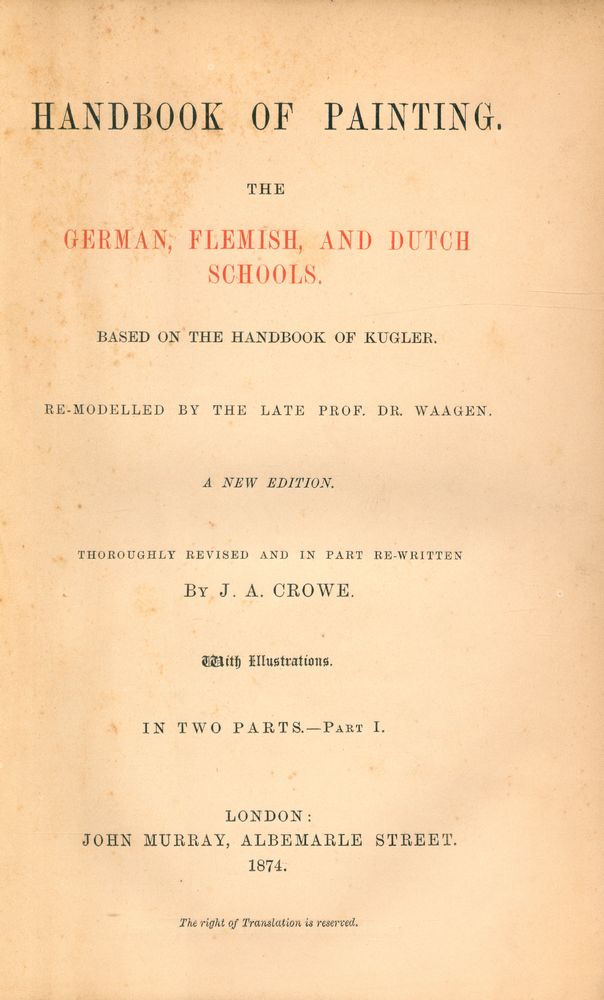 HANDBOOK OF PAINTING.
THE
GERMAN, FLEMISH, AND DUTCH
SCHOOLS.
BASED ON THE HANDBOOK OF KUGLER.
RE-MODELLED BY THE LATE PROF. DR. WAAGEN.
A NEW EDITION.
THOROUGHLY REVISED AND IN PART RE-WRITTEN
BY J. A. CROWE.
With Illustrations.
IN TWO PARTS.—PART I.
LONDON:
JOHN MURRAY, ALBEMARLE STREET.
1874.
The right of Translation is reserved.